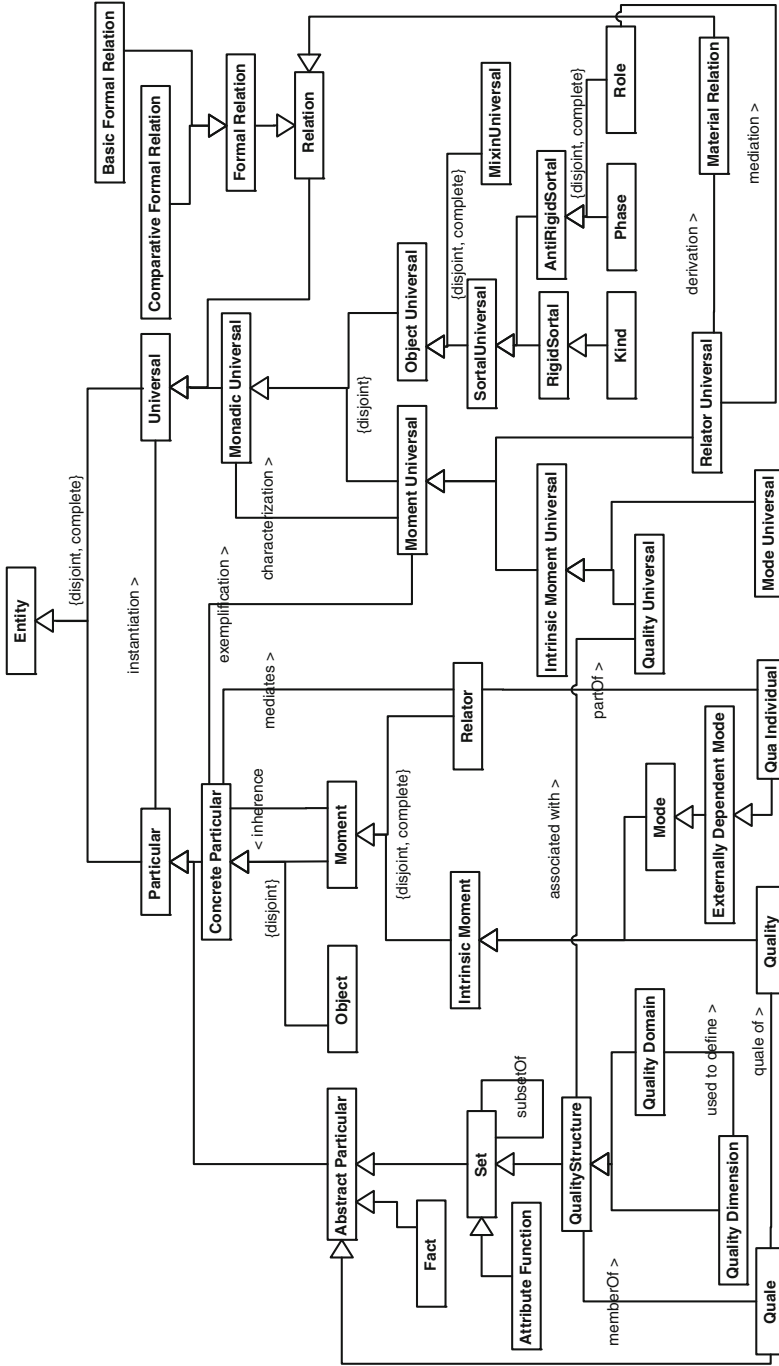 Entity
{disjoint, complete}
Particular
instantiation >
Universal
Basic Formal Relation
Comparative Formal Relation
Formal Relation
Relation
Concrete Particular
exemplification >
characterization >
Monadic Universal
< inherence
mediates >
{disjoint}
{disjoint}
Abstract Particular
Object
Moment
Moment Universal
Object Universal
{disjoint, complete}
Fact
{disjoint, complete}
Set
subsetOf
Intrinsic Moment
Relator
SortalUniversal
MixinUniversal
Attribute Function
associated with >
partOf >
Intrinsic Moment Universal
RigidSortal
AntiRigidSortal
{disjoint, complete}
QualityStructure
Quality Domain
Mode
Quality Universal
Kind
Phase
Role
memberOf >
used to define >
Quality Dimension
Externally Dependent Mode
Relator Universal
derivation >
Material Relation
mediation >
Quale
quale of >
Quality
Qua Individual
Mode Universal